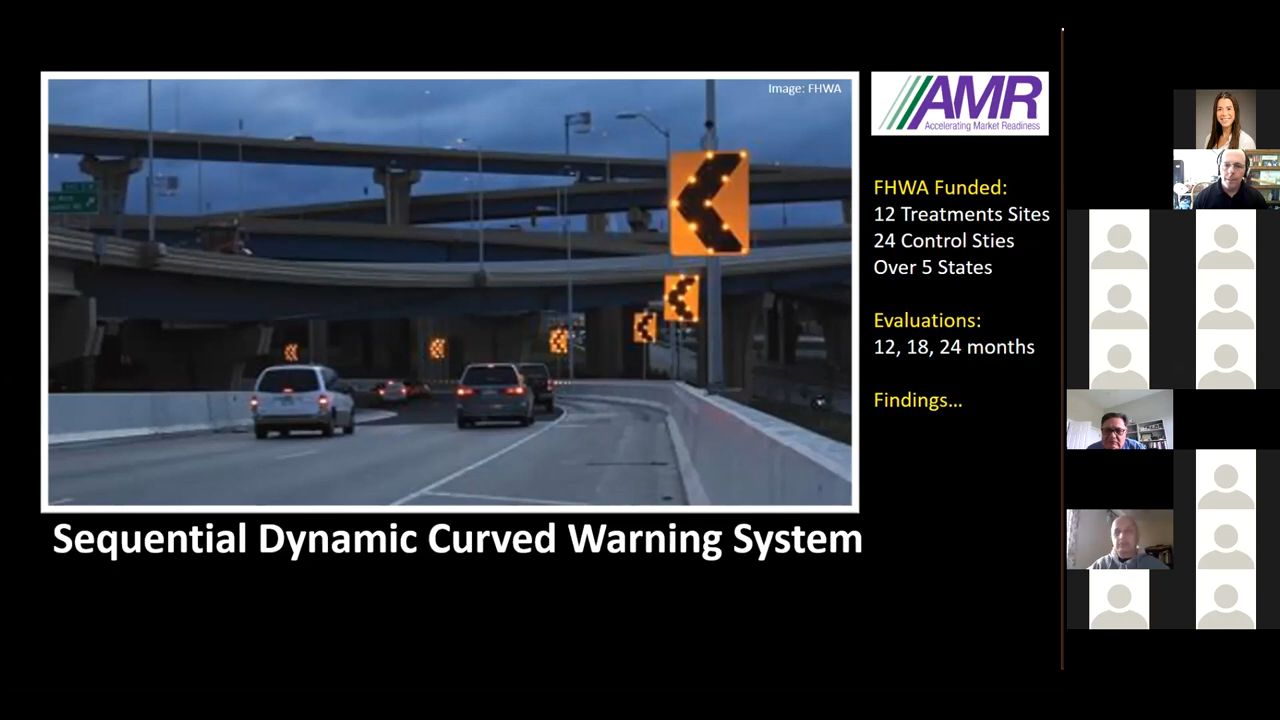 Image: FHWA
AMR
Accelerating Market Readiness
FHWA Funded:
12 Treatments Sites
24 Control Sties
Over 5 States
Evaluations:
12, 18, 24 months
Findings...
Sequential Dynamic Curved Warning System